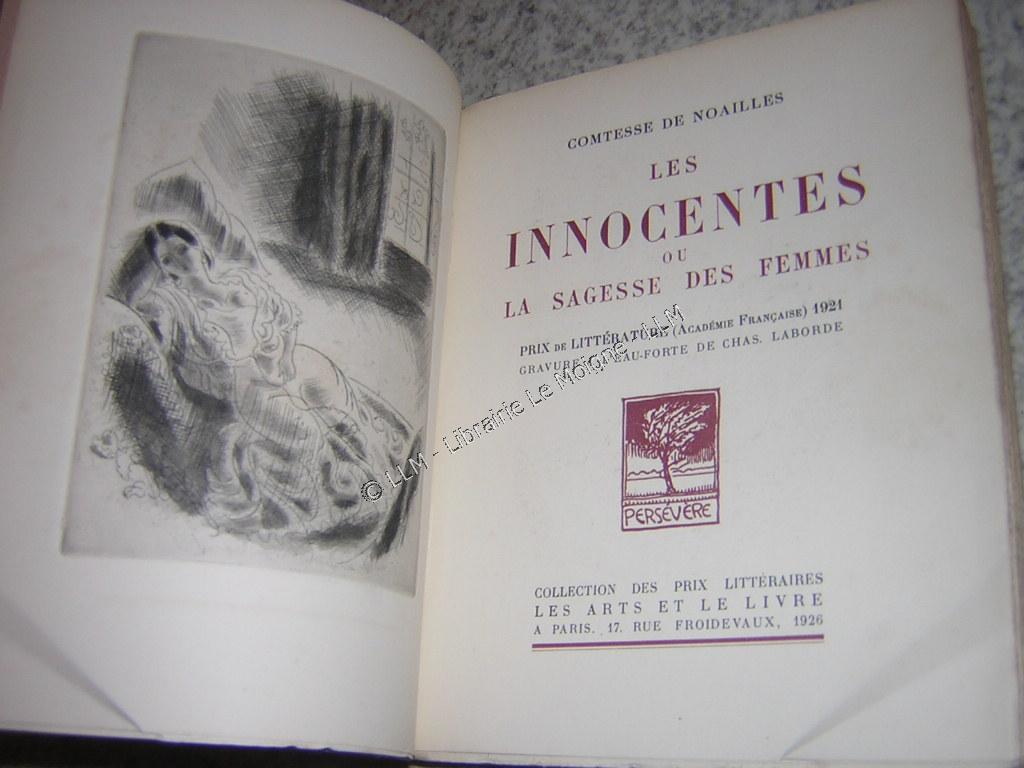 COMTESSE DE NOAILLES
LES
INNOCENTES
OU
LA SAGESSE DES FEMMES
PRIX DE LITTÉRATURE (ACADÉMIE FRANÇAISE) 1921
GRAVURE A L'EAU-FORTE DE CHAS. LABORDE
PERSÉVÈRE
COLLECTION DES PRIX LITTÉRAIRES
LES ARTS ET LE LIVRE
A PARIS. 17, RUE FROIDEVAUX, 1926
© LLM - Librairie Le Moigne - LLM